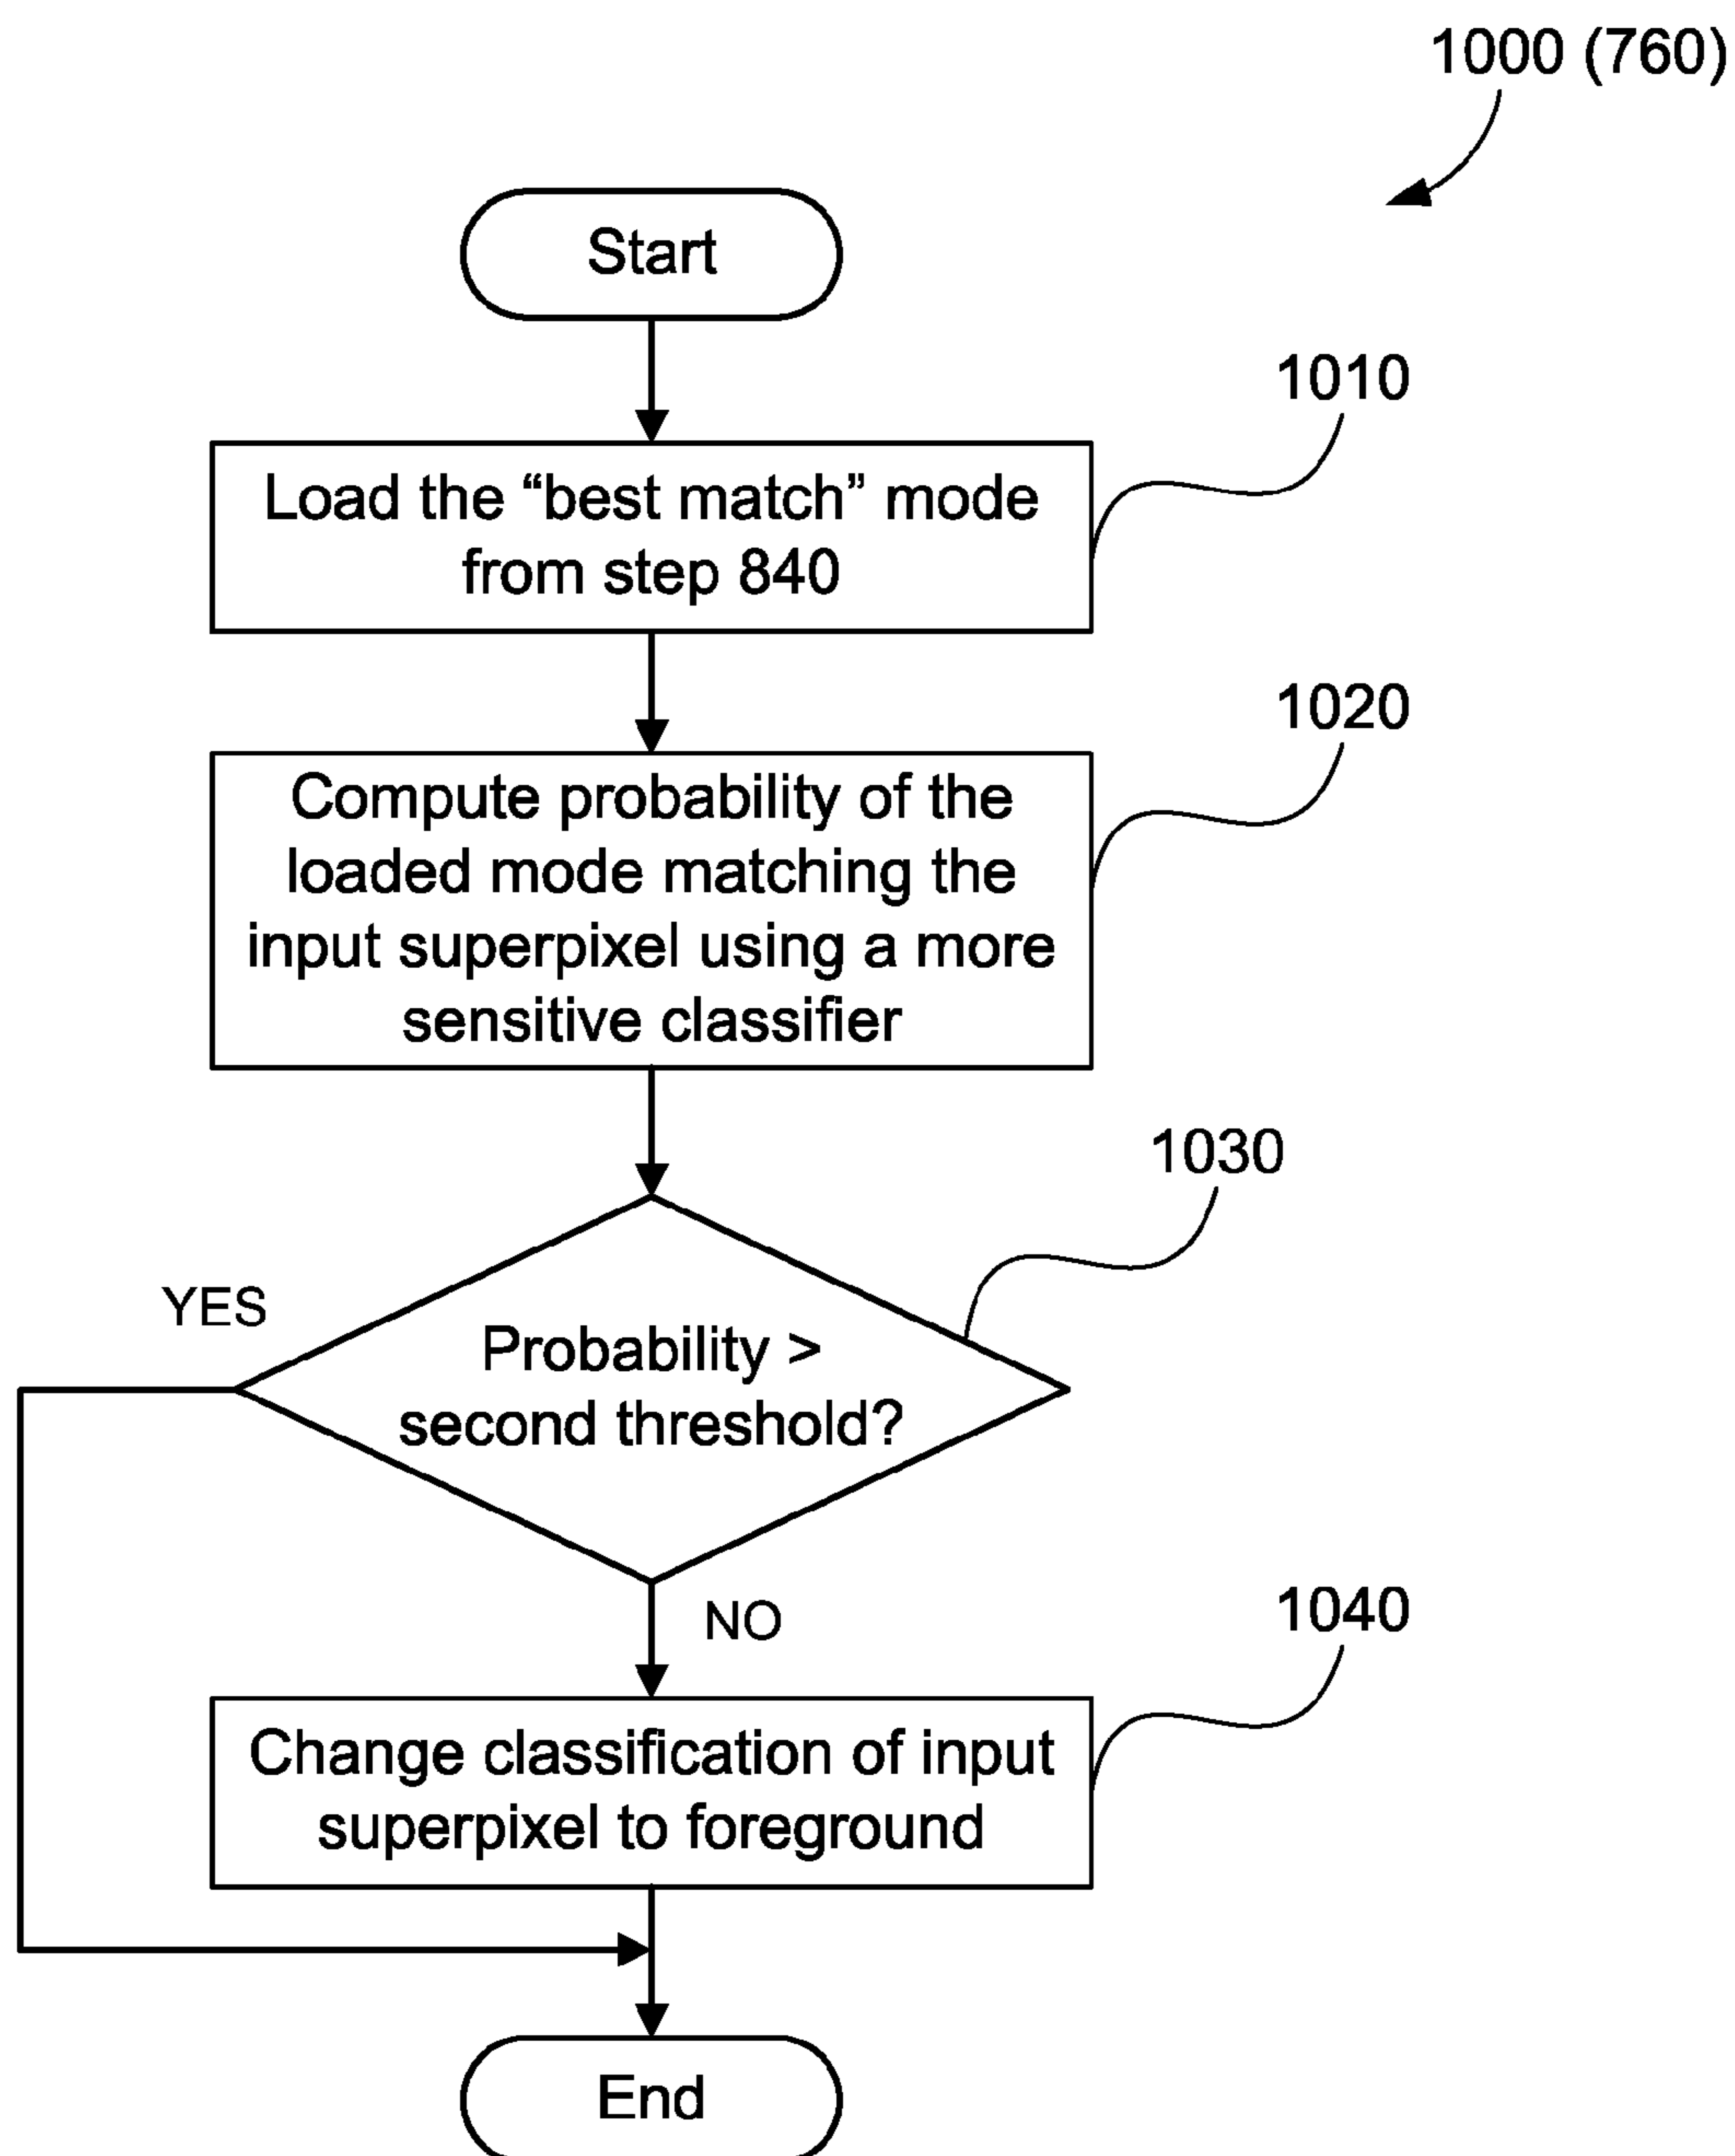 1000 (760)
Start
1010
Load the “best match” mode
from step 840
1020
Compute probability of the
loaded mode matching the
input superpixel using a more
sensitive classifier
1030
YES
Probability >
second threshold?
NO
1040
Change classification of input
superpixel to foreground
End